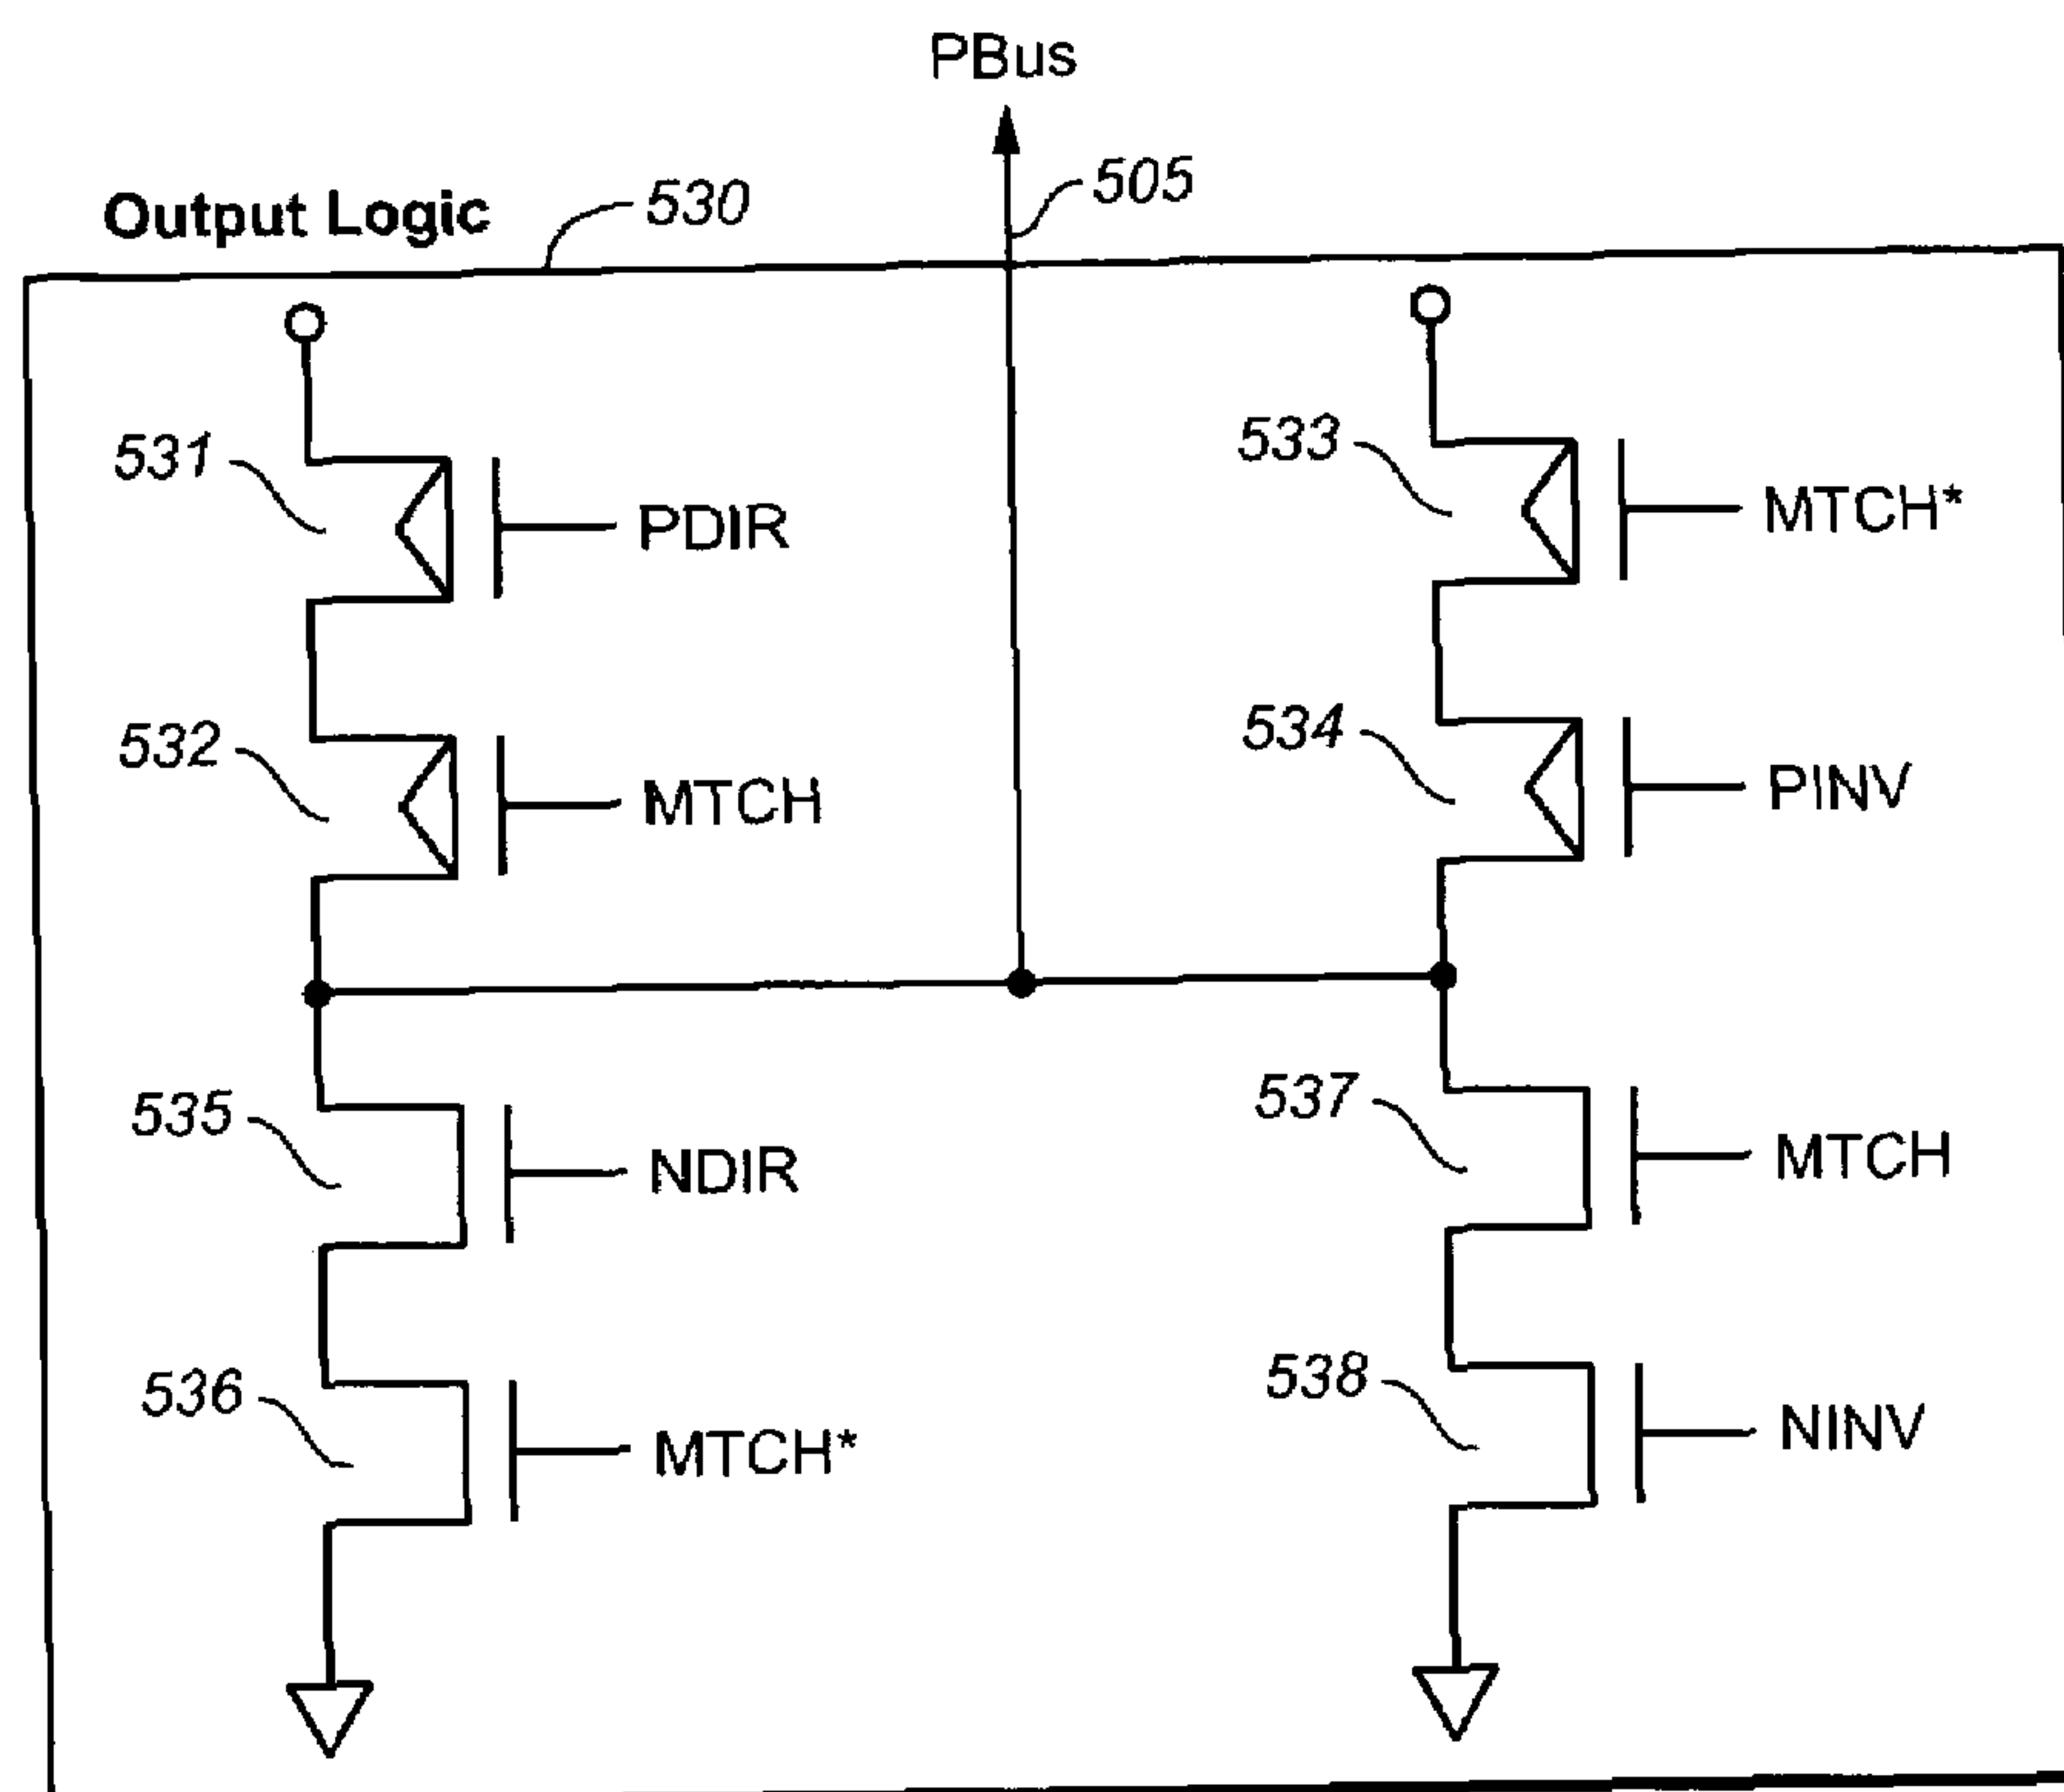 PBus
505
Output Logic
530
531
PDIR
533
MTCH*
532
MTCH
534
PINV
535
NDIR
537
MTCH
536
MTCH*
538
NINV